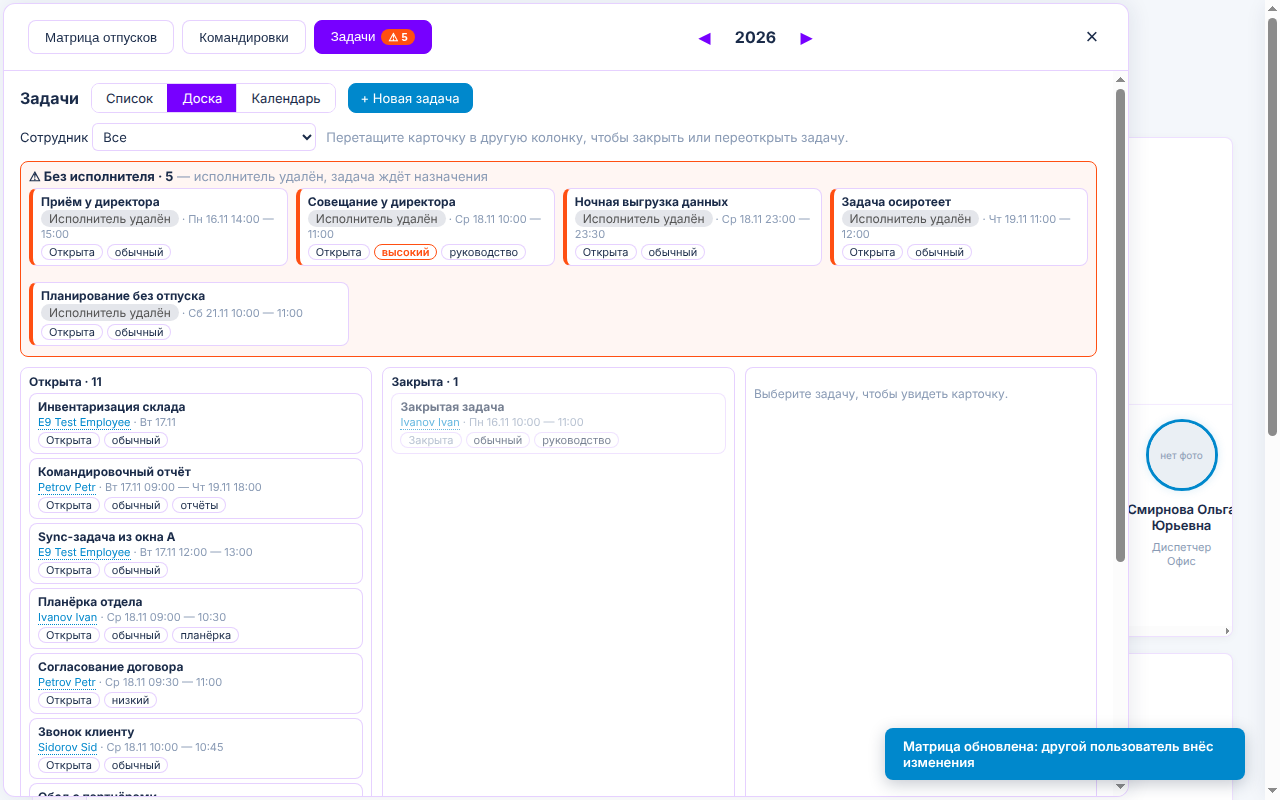 Матрица отпусков
Командировки
Задачи ⚠ 5
◀ 2026 ▶
×
Задачи
Список
Доска
Календарь
+ Новая задача
Сотрудник
Все
Перетащите карточку в другую колонку, чтобы закрыть или переоткрыть задачу.
⚠ Без исполнителя · 5 — исполнитель удалён, задача ждёт назначения
Приём у директора
Исполнитель удалён · Пн 16.11 14:00 —
15:00
Открыта обычный
Совещание у директора
Исполнитель удалён · Ср 18.11 10:00 —
11:00
Открыта высокий руководство
Ночная выгрузка данных
Исполнитель удалён · Ср 18.11 23:00 —
23:30
Открыта обычный
Задача осиротеет
Исполнитель удалён · Чт 19.11 11:00 —
12:00
Открыта обычный
Планирование без отпуска
Исполнитель удалён · Сб 21.11 10:00 — 11:00
Открыта обычный
Открыта · 11
Инвентаризация склада
E9 Test Employee · Вт 17.11
Открыта обычный
Командировочный отчёт
Petrov Petr · Вт 17.11 09:00 — Чт 19.11 18:00
Открыта обычный отчёты
Sync-задача из окна A
E9 Test Employee · Вт 17.11 12:00 — 13:00
Открыта обычный
Планёрка отдела
Ivanov Ivan · Ср 18.11 09:00 — 10:30
Открыта обычный планёрка
Согласование договора
Petrov Petr · Ср 18.11 09:30 — 11:00
Открыта низкий
Звонок клиенту
Sidorov Sid · Ср 18.11 10:00 — 10:45
Открыта обычный
Закрыта · 1
Закрытая задача
Ivanov Ivan · Пн 16.11 10:00 — 11:00
Закрыта обычный руководство
Выберите задачу, чтобы увидеть карточку.
нет фото
Смирнова Ольга
Юрьевна
Диспетчер
Офис
Матрица обновлена: другой пользователь внёс
изменения